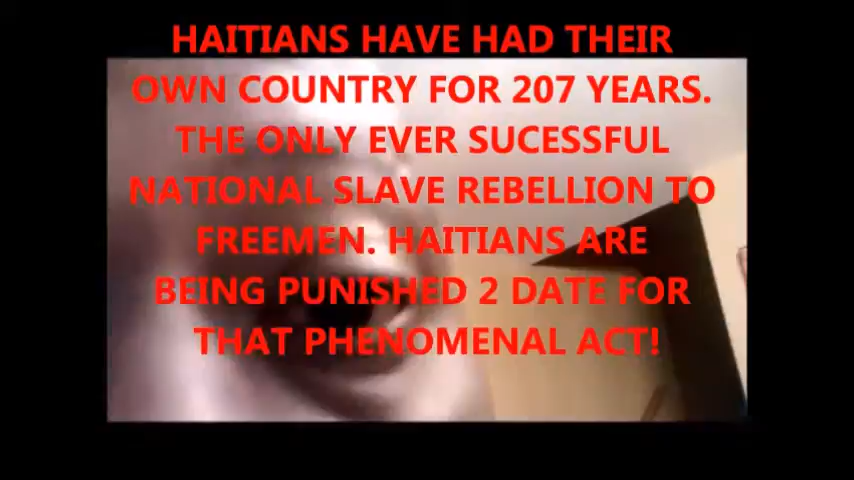 HAITIANS HAVE HAD THEIR
OWN COUNTRY FOR 207 YEARS.
THE ONLY EVER SUCESSFUL
NATIONAL SLAVE REBELLION TO
FREEMEN. HAITIANS ARE
BEING PUNISHED 2 DATE FOR
THAT PHENOMENAL ACT!